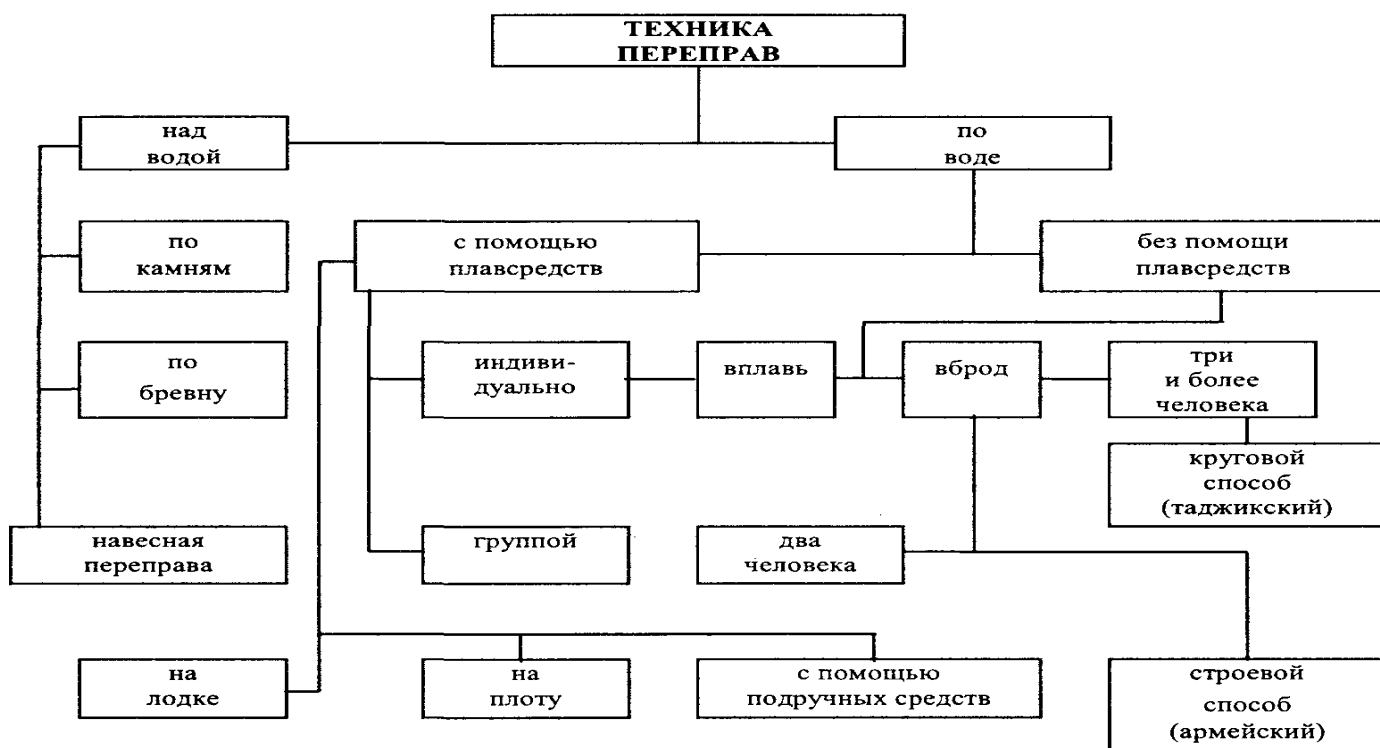 ТЕХНИКА
ПЕРЕПРАВ
над
водой
по
воде
по
камням
с помощью
плавсредств
без помощи
плавсредств
по
бревну
индиви-
дуально
вплавь
вброд
три
и более
человека
круговой
способ
(таджикский)
навесная
переправа
группой
два
человека
на
лодке
на
плоту
с помощью
подручных средств
строевой
способ
(армейский)